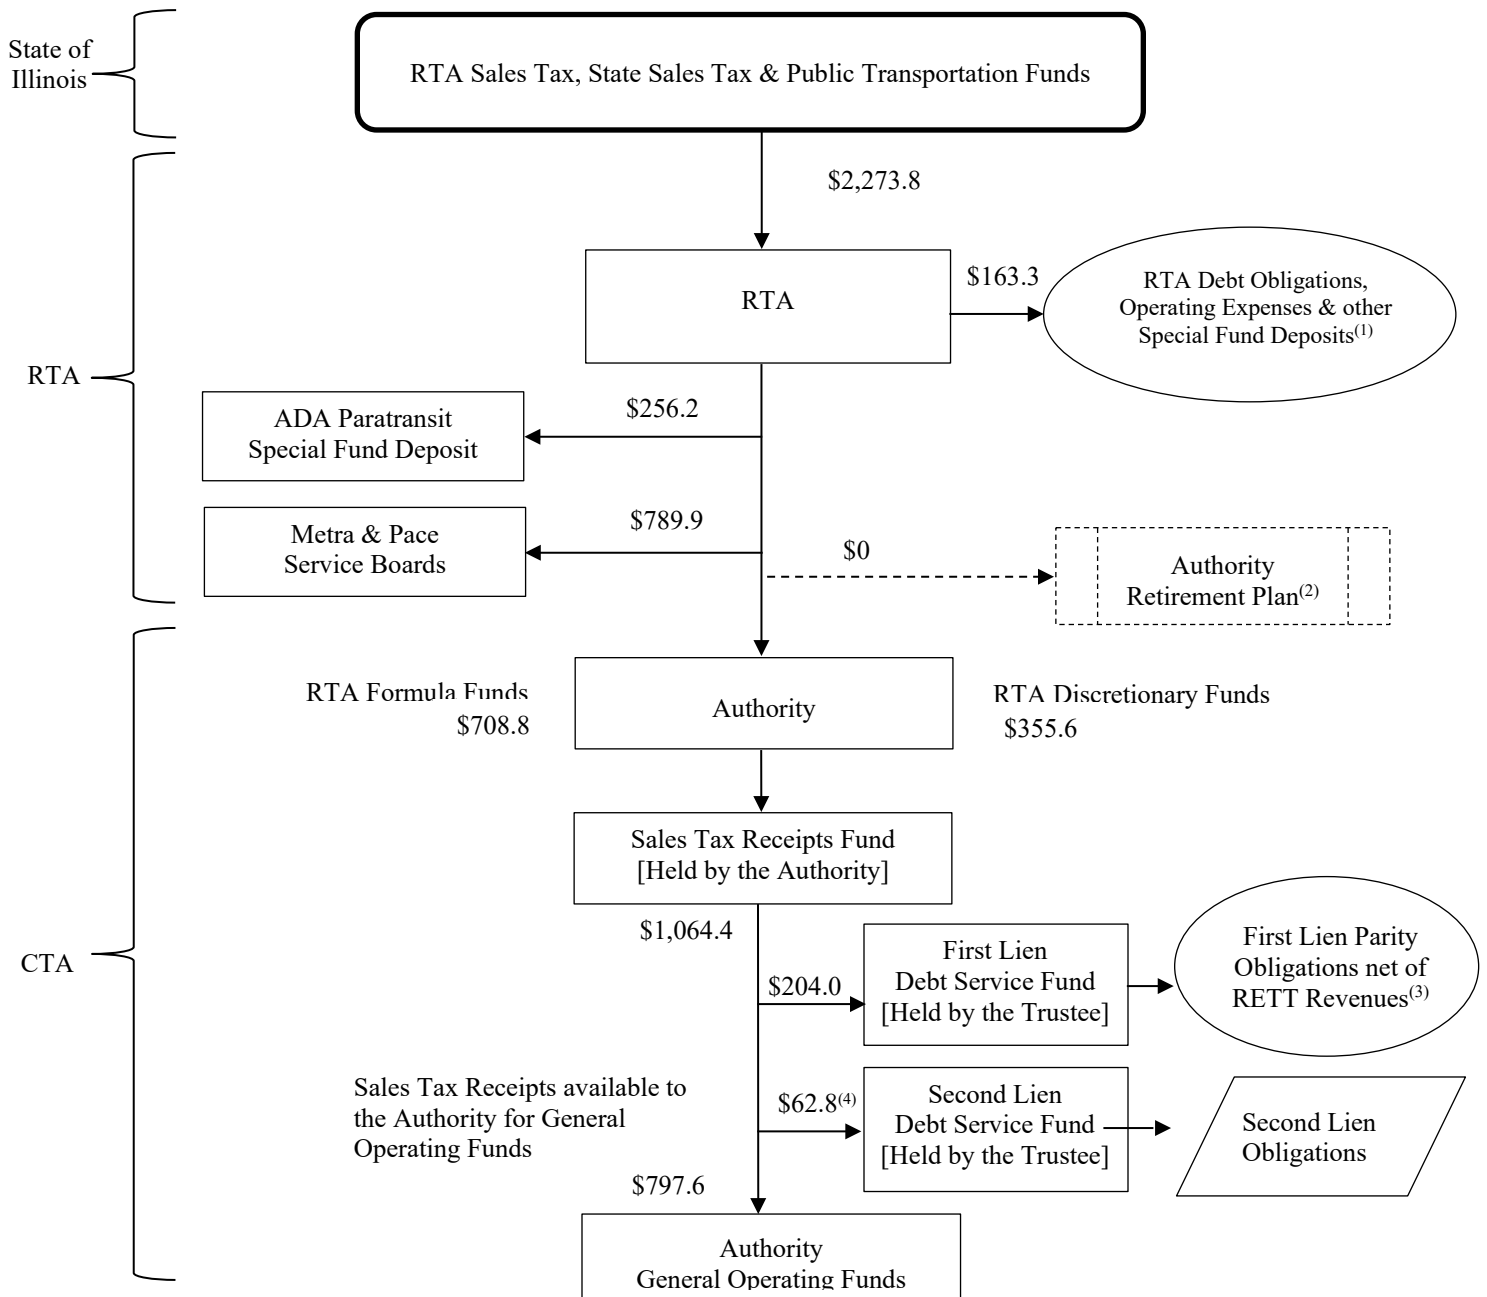 State of
Illinois
RTA Sales Tax, State Sales Tax & Public Transportation Funds
$2,273.8
RTA
$163.3
RTA Debt Obligations,
Operating Expenses & other
Special Fund Deposits(1)
RTA
ADA Paratransit
Special Fund Deposit
$256.2
Metra & Pace
Service Boards
$789.9
$0
Authority
Retirement Plan(2)
RTA Formula Funds
$708.8
Authority
RTA Discretionary Funds
$355.6
Sales Tax Receipts Fund
[Held by the Authority]
$1,064.4
CTA
$204.0
First Lien
Debt Service Fund
[Held by the Trustee]
First Lien Parity
Obligations net of
RETT Revenues(3)
Sales Tax Receipts available to
the Authority for General
Operating Funds
$62.8(4)
Second Lien
Debt Service Fund
[Held by the Trustee]
Second Lien
Obligations
$797.6
Authority
General Operating Funds